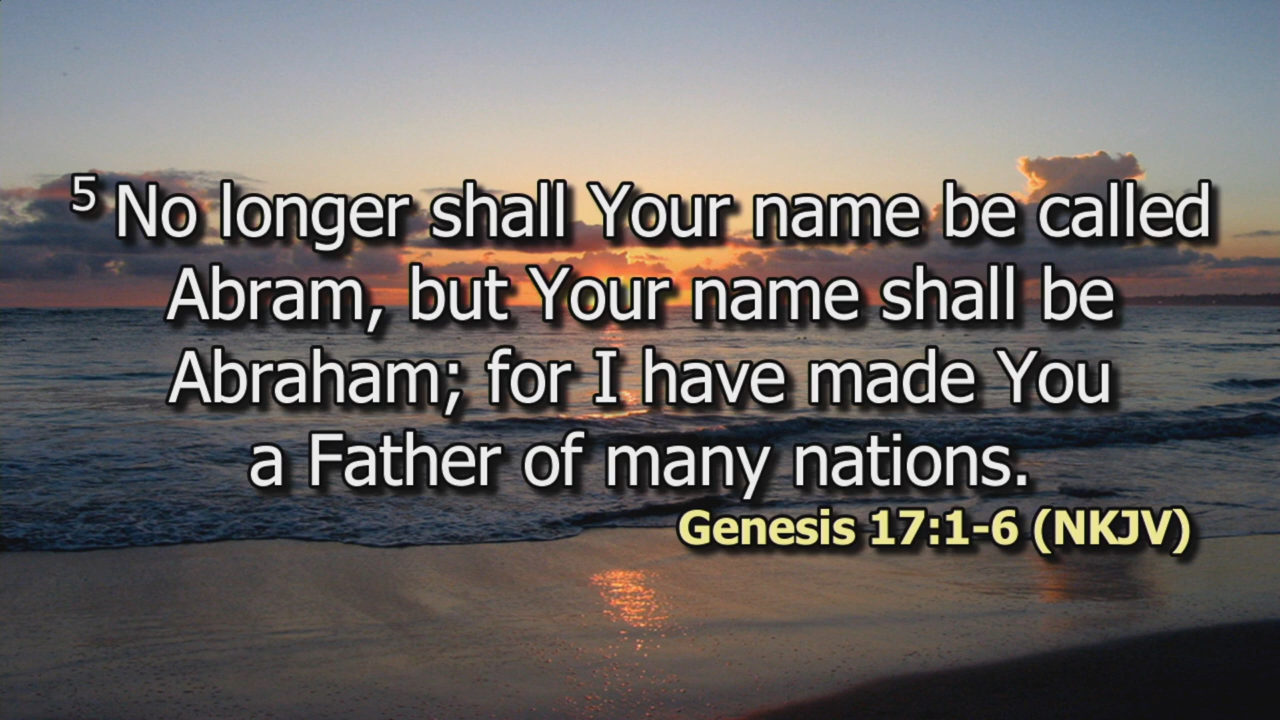 5 No longer shall Your name be called
Abram, but Your name shall be
Abraham; for I have made You
a Father of many nations.
Genesis 17:1-6 (NKJV)